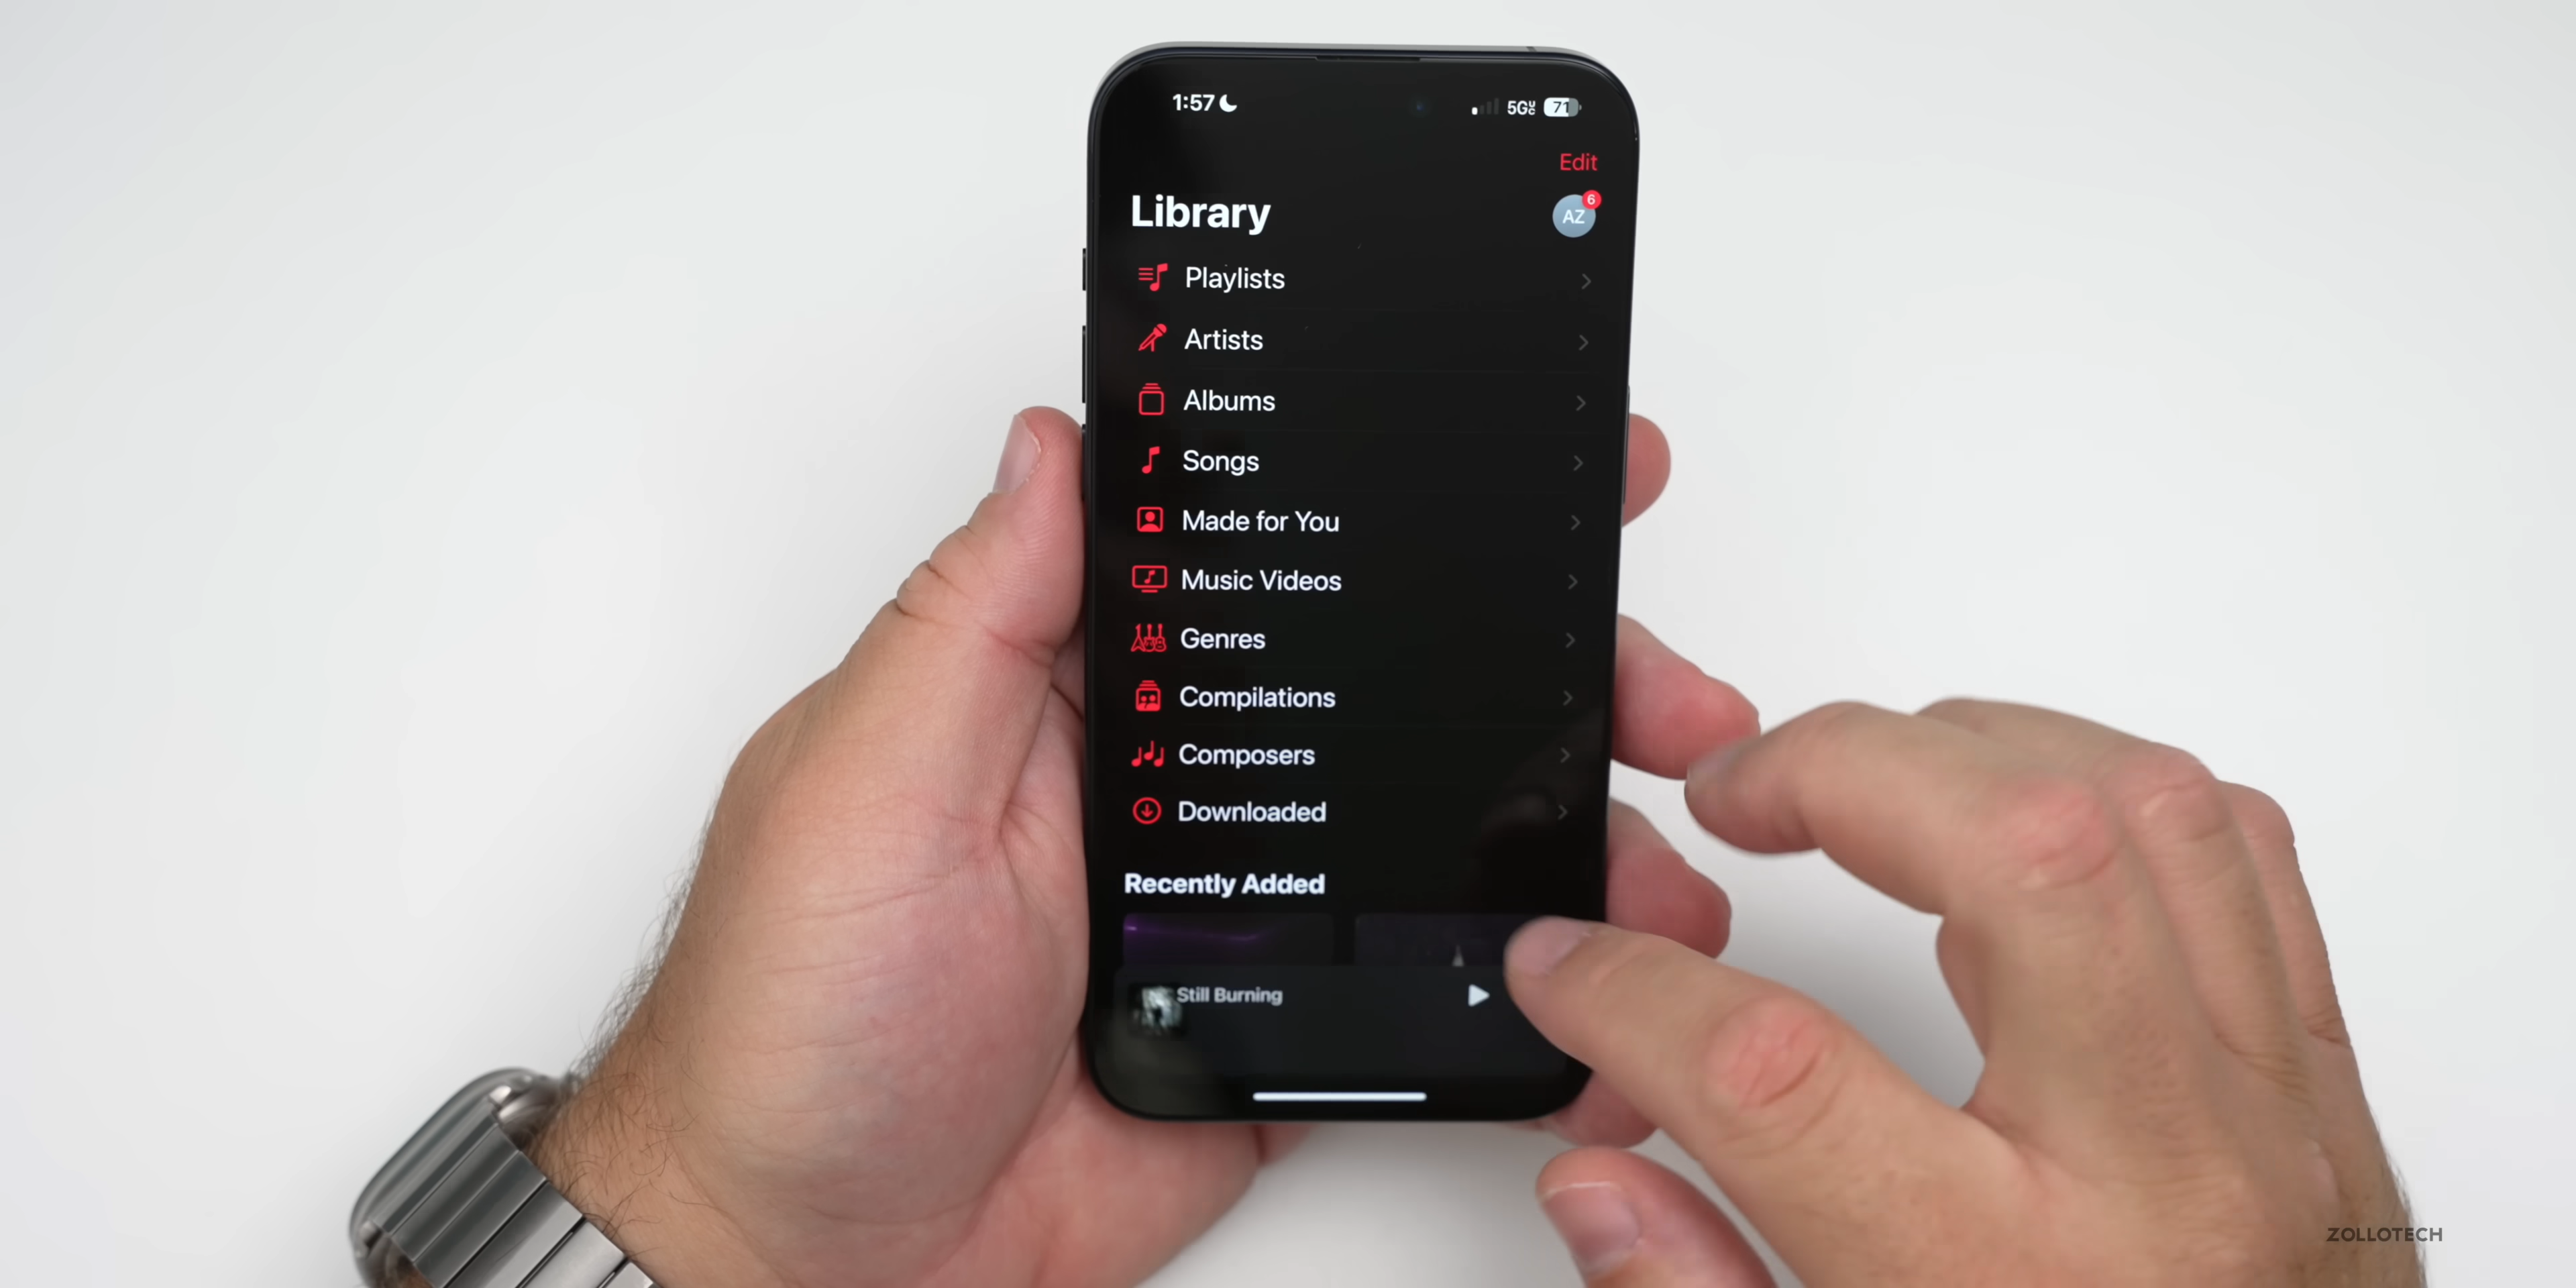 1:57
5G UC 71
Edit
Library
AZ 6
Playlists
Artists
Albums
Songs
Made for You
Music Videos
Genres
Compilations
Composers
Downloaded
Recently Added
Still Burning
ZOLLOTECH